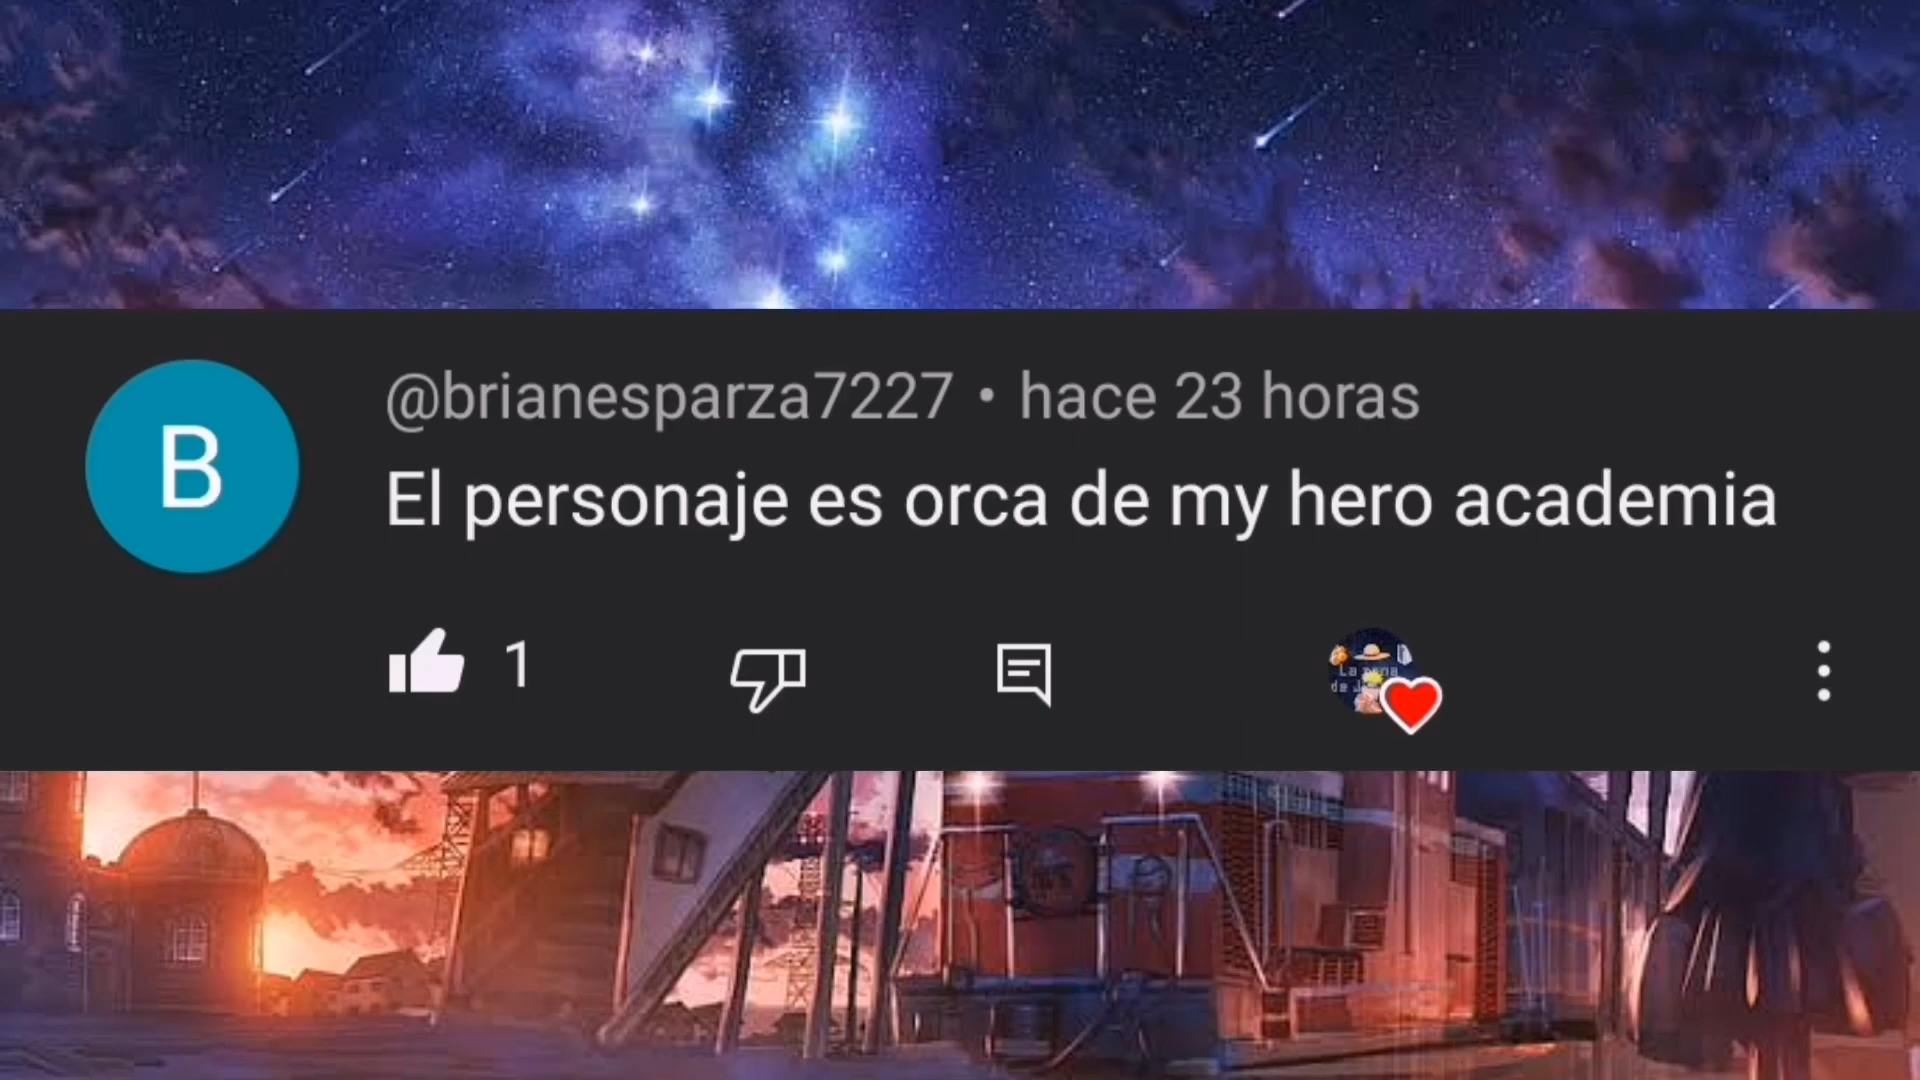 B
@brianesparza7227 • hace 23 horas
El personaje es orca de my hero academia
1